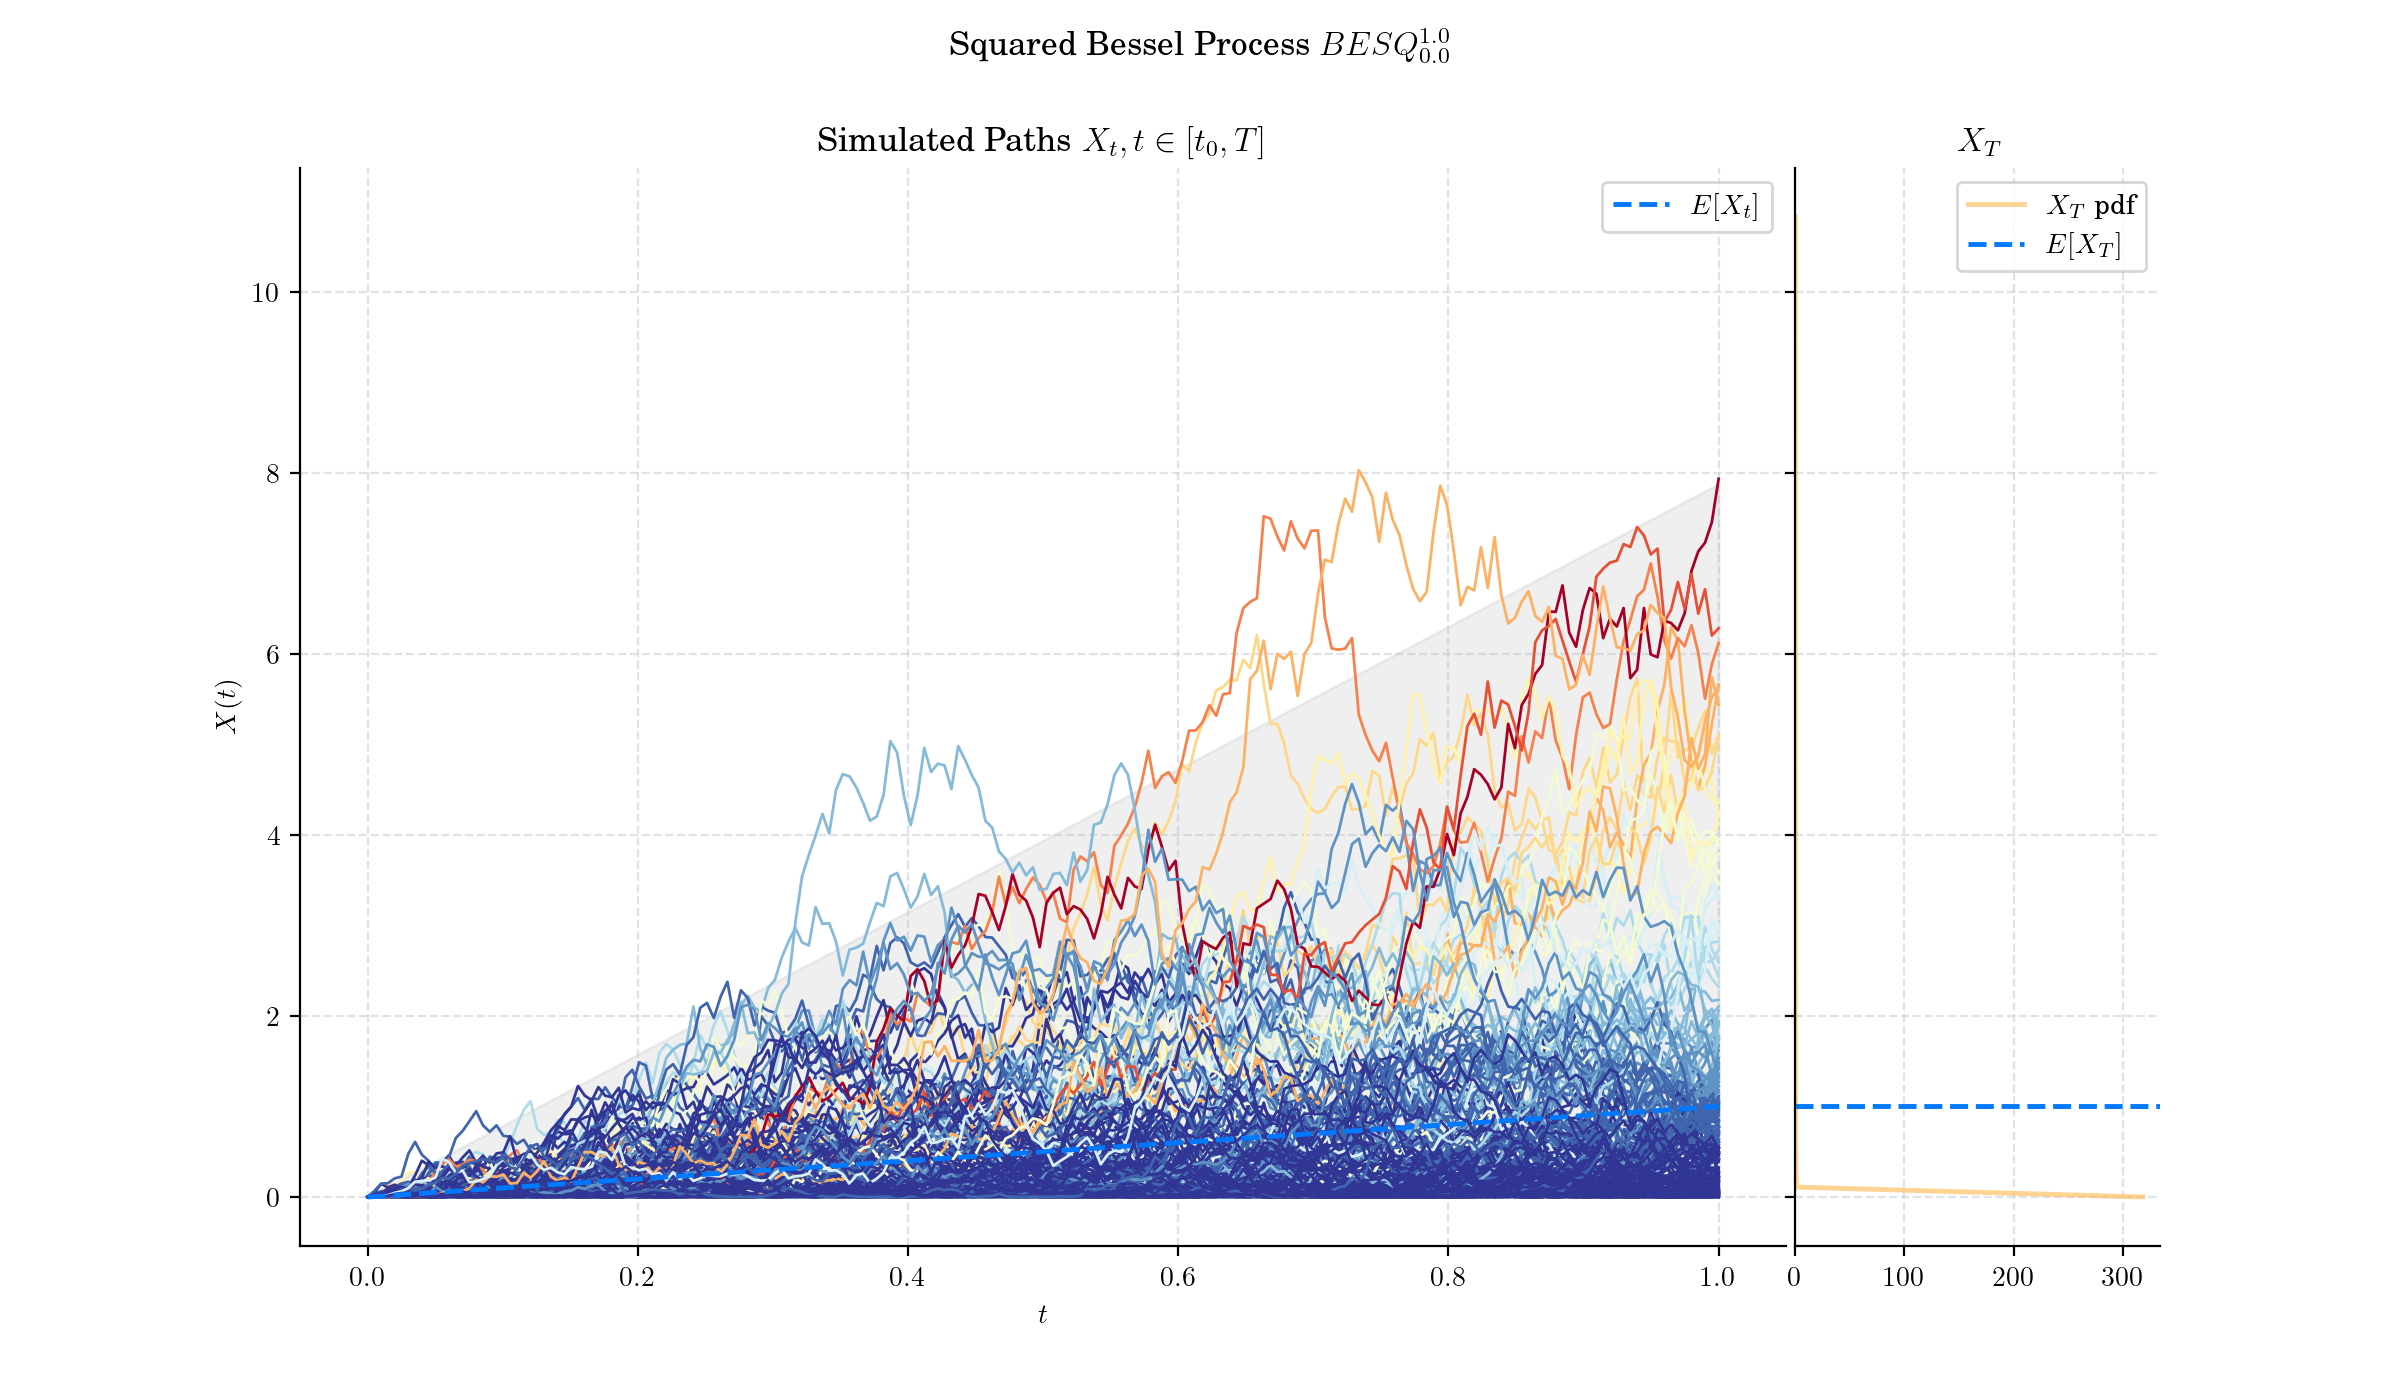 Squared Bessel Process $BESQ_{0.0}^{1.0}$
Simulated Paths $X_t, t \in [t_0, T]$
$X_T$
$E[X_t]$
$X_T$ pdf
$E[X_T]$
10
8
6
4
2
0
$X(t)$
0.0 0.2 0.4 0.6 0.8 1.0
0 100 200 300
$t$